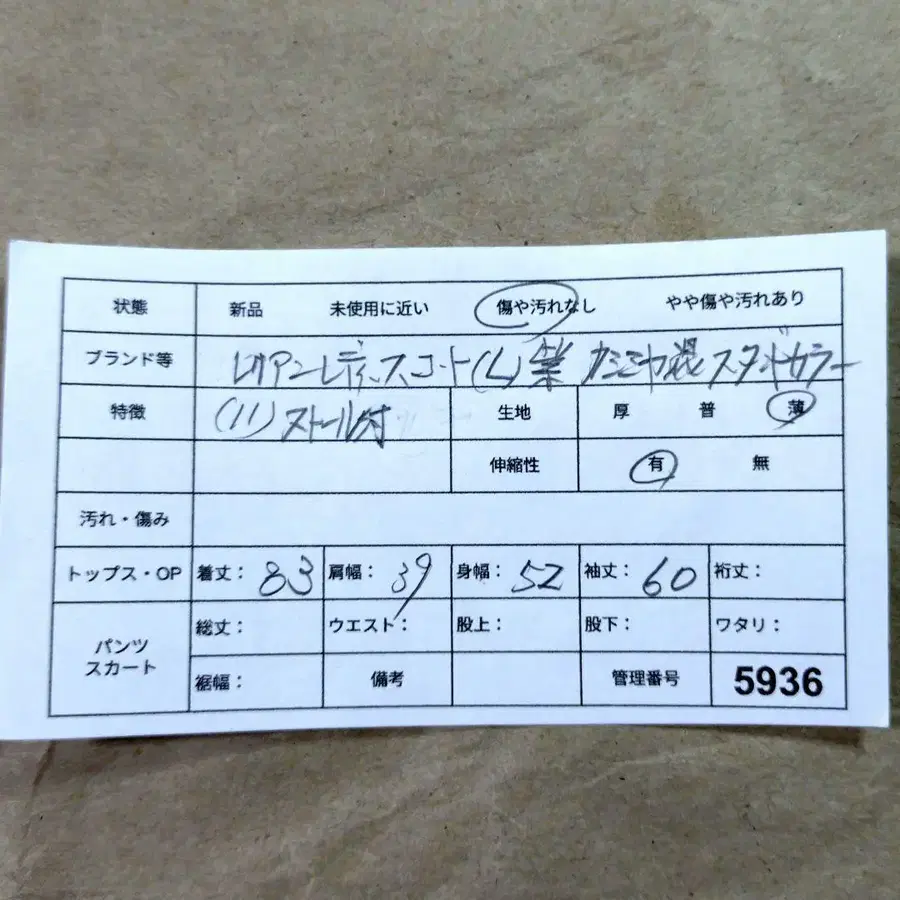 状態 新品 未使用に近い 傷や汚れなし やや傷や汚れあり
ブランド等 レリアン レディース コート (L) カシミヤ混 スタンドカラー
特徴 (11) ストール付 生地 厚 普 薄
伸縮性 有 無
汚れ・傷み
トップス・OP 着丈: 83 肩幅: 39 身幅: 52 袖丈: 60 裄丈:
パンツ スカート 総丈: ウエスト: 股上: 股下: ワタリ:
裾幅: 備考 管理番号 5936